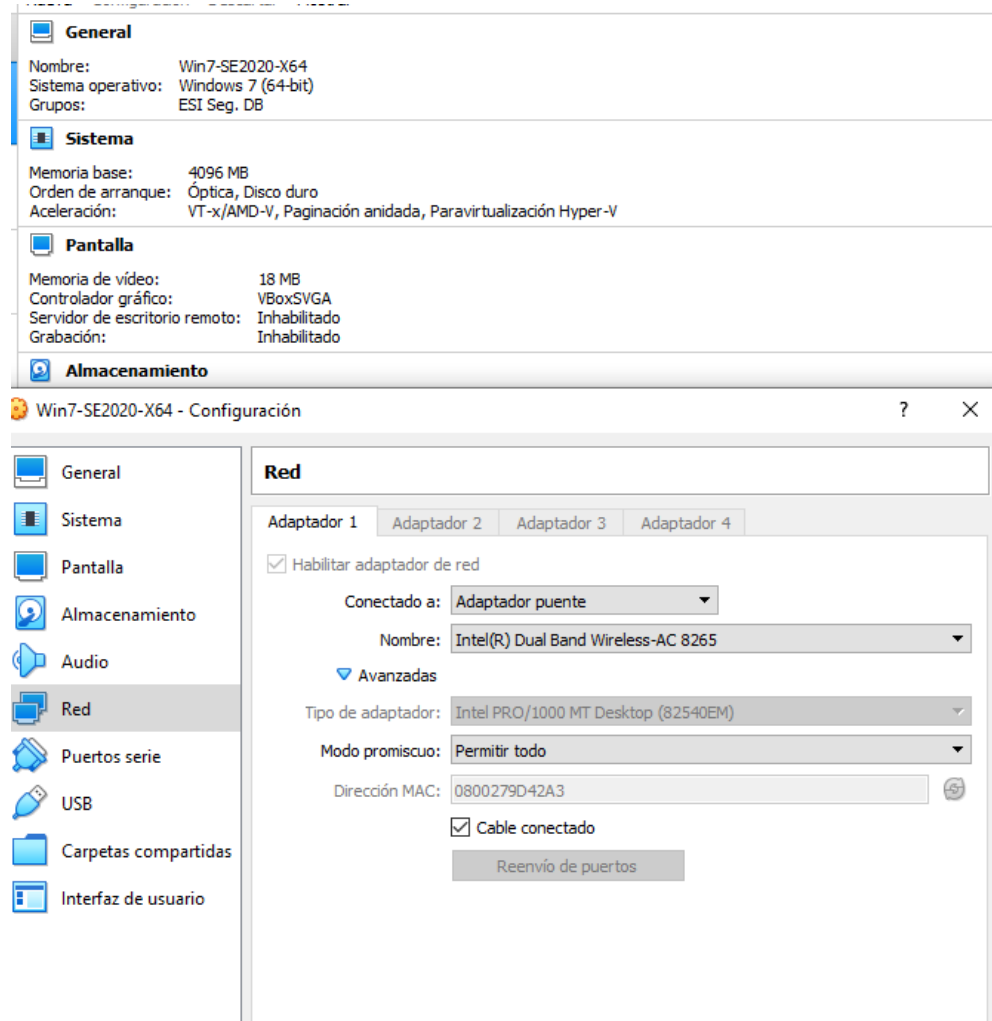 General
Nombre: Win7-SE2020-X64
Sistema operativo: Windows 7 (64-bit)
Grupos: ESI Seg. DB
Sistema
Memoria base: 4096 MB
Orden de arranque: Óptica, Disco duro
Aceleración: VT-x/AMD-V, Paginación anidada, Paravirtualización Hyper-V
Pantalla
Memoria de vídeo: 18 MB
Controlador gráfico: VBoxSVGA
Servidor de escritorio remoto: Inhabilitado
Grabación: Inhabilitado
Almacenamiento
Win7-SE2020-X64 - Configuración ? X
General
Sistema
Pantalla
Almacenamiento
Audio
Red
Puertos serie
USB
Carpetas compartidas
Interfaz de usuario
Red
Adaptador 1 Adaptador 2 Adaptador 3 Adaptador 4
Habilitar adaptador de red
Conectado a: Adaptador puente
Nombre: Intel(R) Dual Band Wireless-AC 8265
Avanzadas
Tipo de adaptador: Intel PRO/1000 MT Desktop (82540EM)
Modo promiscuo: Permitir todo
Dirección MAC: 0800279D42A3
Cable conectado
Reenvío de puertos